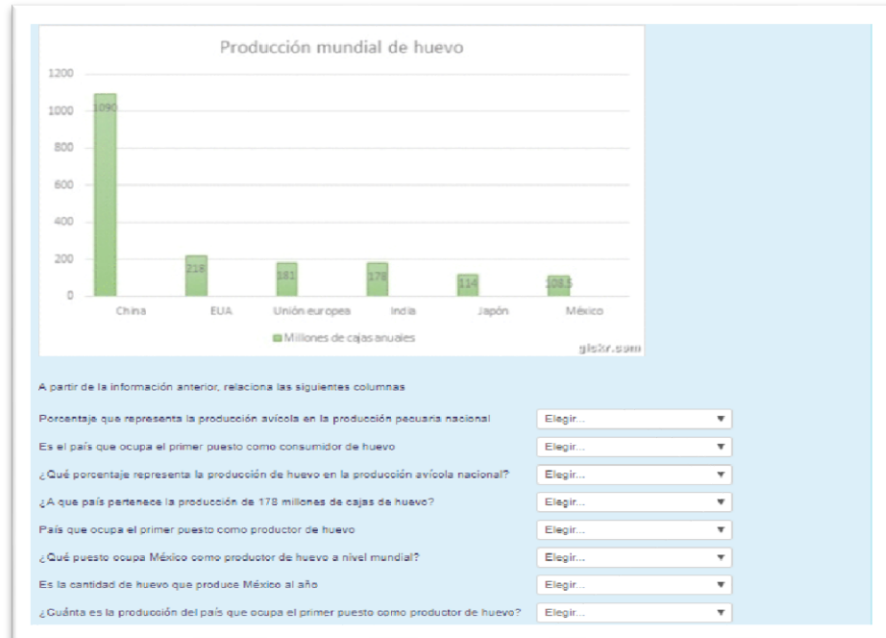 Producción mundial de huevo
1200
1000
800
600
400
200
0
1090
218
181
178
114
108.5
China EUA Unión europea India Japón México
Millones de cajas anuales
A partir de la información anterior, relaciona las siguientes columnas
Porcentaje que representa la producción avícola en la producción pecuaria nacional Elegir...
Es el país que ocupa el primer puesto como consumidor de huevo Elegir...
¿Qué porcentaje representa la producción de huevo en la producción avícola nacional? Elegir...
¿A que país pertenece la producción de 178 millones de cajas de huevo? Elegir...
País que ocupa el primer puesto como productor de huevo Elegir...
¿Qué puesto ocupa México como productor de huevo a nivel mundial? Elegir...
Es la cantidad de huevo que produce México al año Elegir...
¿Cuánta es la producción del país que ocupa el primer puesto como productor de huevo? Elegir...